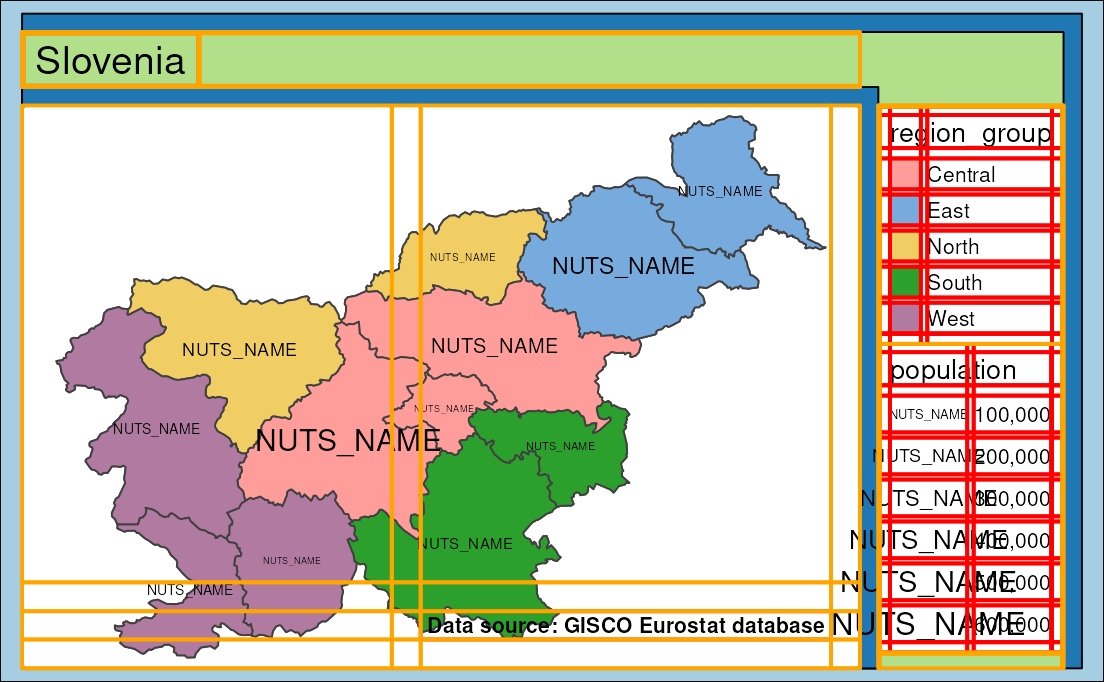 Slovenia
NUTS_NAME
NUTS_NAME
NUTS_NAME
NUTS_NAME
NUTS_NAME
NUTS_NAME
NUTS_NAME
NUTS_NAME
NUTS_NAME
NUTS_NAME
NUTS_NAME
NUTS_NAME
Data source: GISCO Eurostat database
region_group
Central
East
North
South
West
population
NUTS_NAME 100,000
NUTS_NAME 200,000
NUTS_NAME 300,000
NUTS_NAME 400,000
NUTS_NAME 500,000
NUTS_NAME 600,000